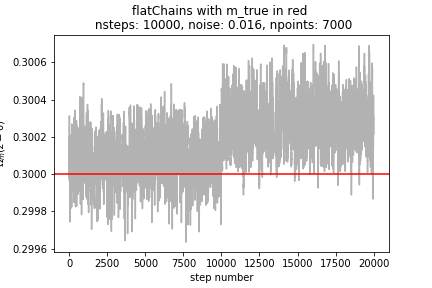 flatChains with m_true in red
nsteps: 10000, noise: 0.016, npoints: 7000
0.3006
0.3004
0.3002
0.3000
0.2998
0.2996
0 2500 5000 7500 10000 12500 15000 17500 20000
step number